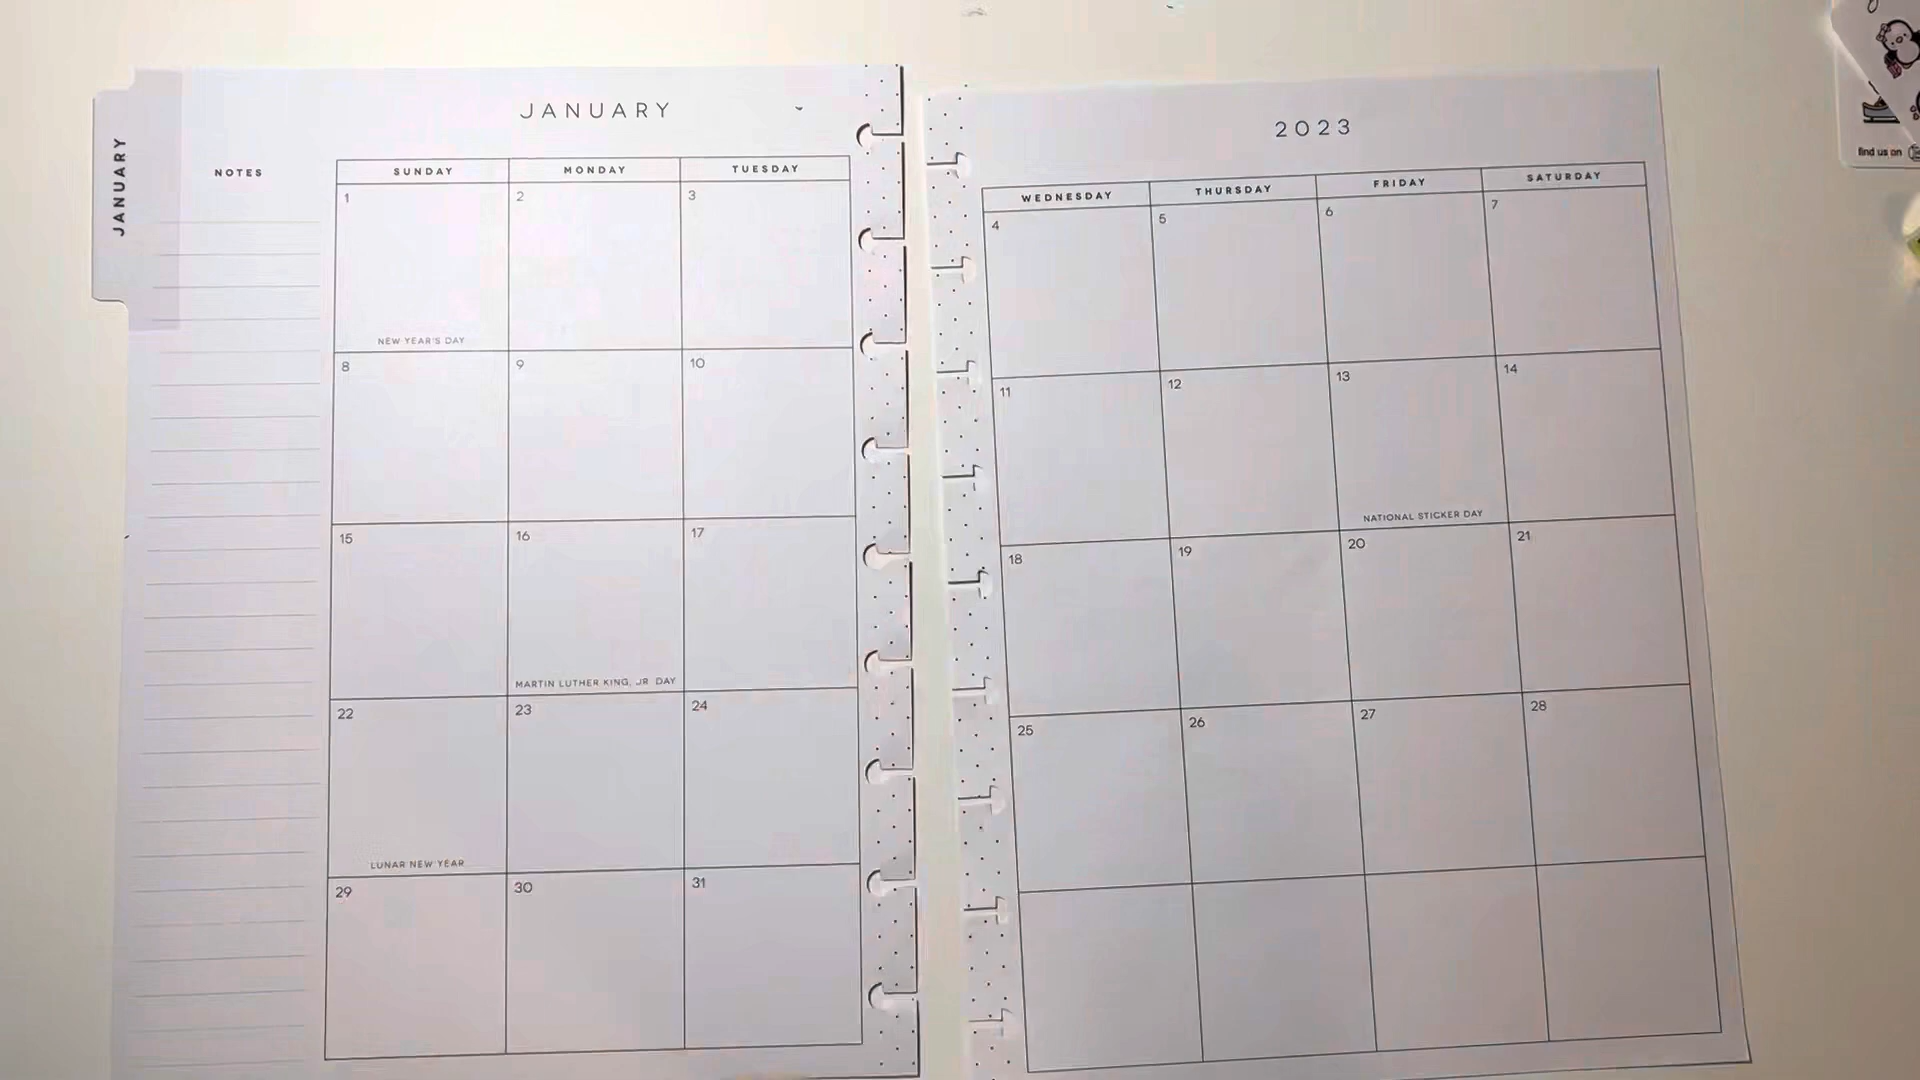 JANUARY
JANUARY
NOTES
SUNDAY MONDAY TUESDAY
1 2 3
NEW YEAR'S DAY
8 9 10
15 16 17
MARTIN LUTHER KING, JR DAY
22 23 24
LUNAR NEW YEAR
29 30 31
2023
WEDNESDAY THURSDAY FRIDAY SATURDAY
4 5 6 7
11 12 13 14
NATIONAL STICKER DAY
18 19 20 21
25 26 27 28
find us on